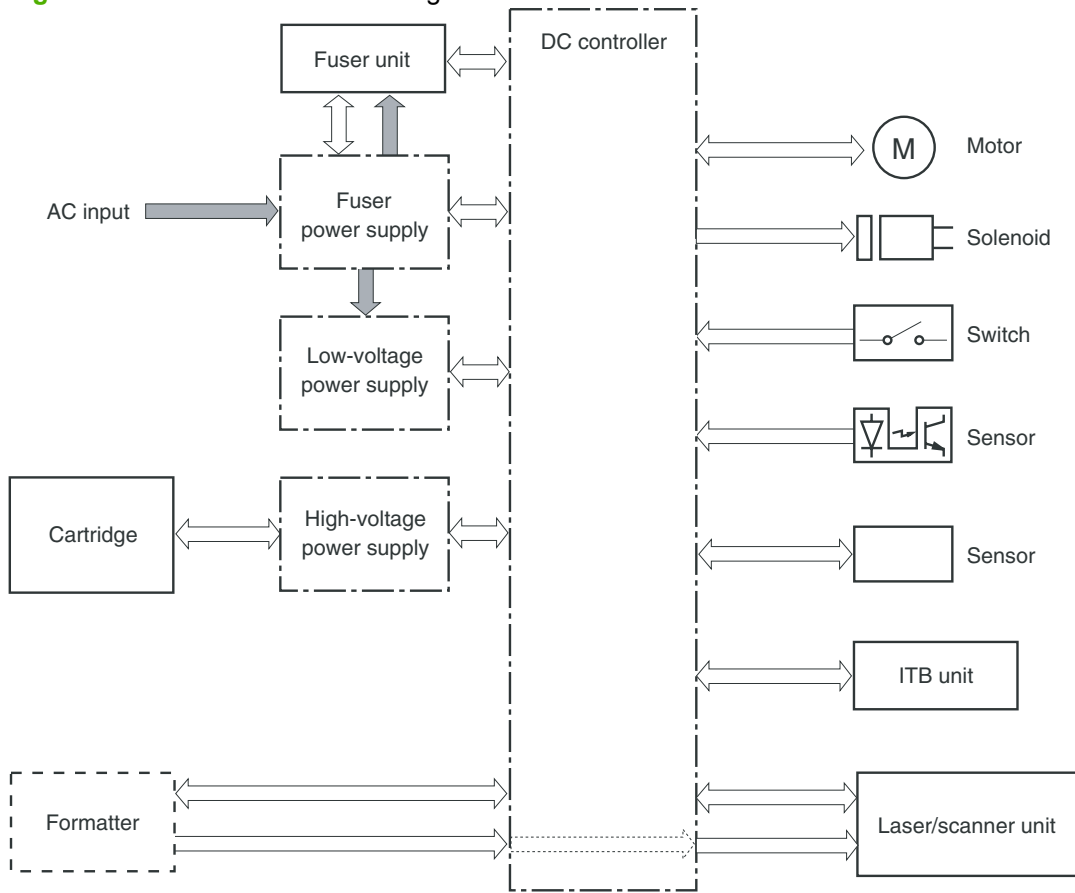 DC controller
Fuser unit
Motor
M
AC input
Fuser
power supply
Solenoid
Low-voltage
power supply
Switch
Sensor
Cartridge
High-voltage
power supply
Sensor
ITB unit
Formatter
Laser/scanner unit